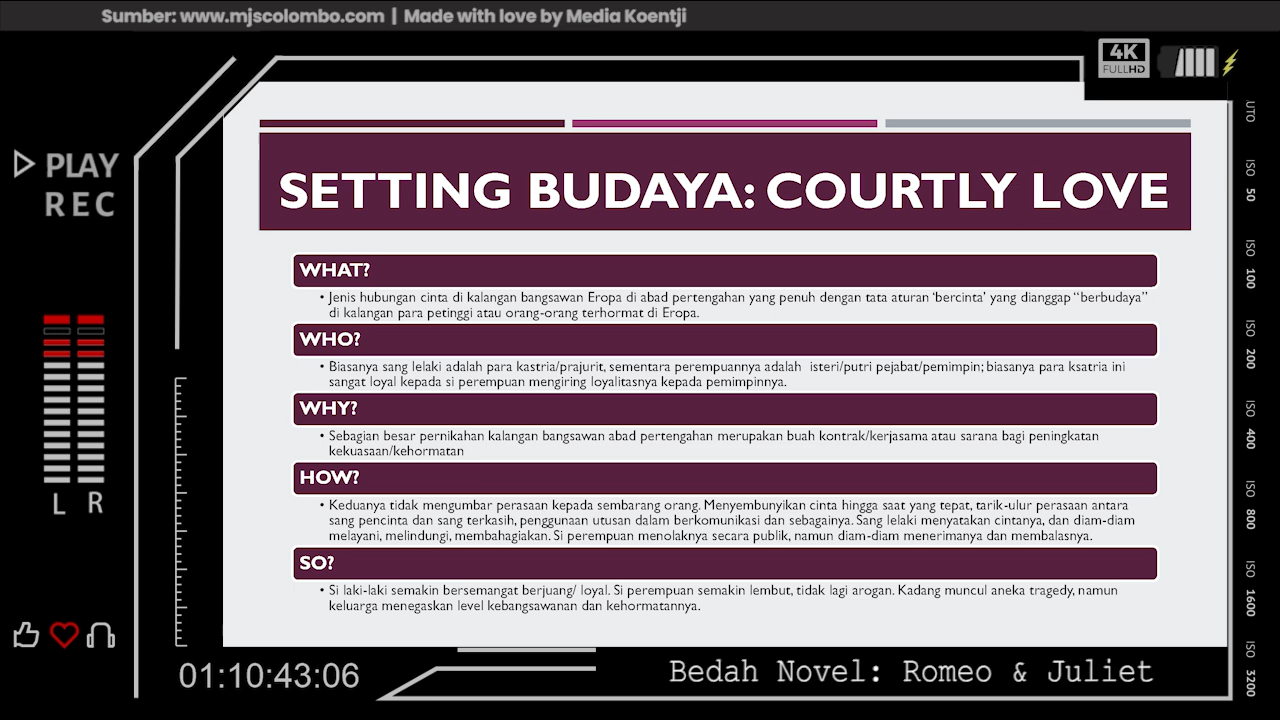 Sumber: www.mjscolombo.com | Made with love by Media Koentji
4K
FULLHD
PLAY
REC
SETTING BUDAYA: COURTLY LOVE
WHAT?
• Jenis hubungan cinta di kalangan bangsawan Eropa di abad pertengahan yang penuh dengan tata aturan ‘bercinta’ yang dianggap “berbudaya”
di kalangan para petinggi atau orang-orang terhormat di Eropa.
WHO?
• Biasanya sang lelaki adalah para kastria/prajurit, sementara perempuannya adalah isteri/putri pejabat/pemimpin; biasanya para ksatria ini
sangat loyal kepada si perempuan mengiring loyalitasnya kepada pemimpinnya.
WHY?
• Sebagian besar pernikahan kalangan bangsawan abad pertengahan merupakan buah kontrak/kerjasama atau sarana bagi peningkatan
kekuasaan/kehormatan
HOW?
• Keduanya tidak mengumbar perasaan kepada sembarang orang. Menyembunyikan cinta hingga saat yang tepat, tarik-ulur perasaan antara
sang pencinta dan sang terkasih, penggunaan utusan dalam berkomunikasi dan sebagainya. Sang lelaki menyatakan cintanya, dan diam-diam
melayani, melindungi, membahagiakan. Si perempuan menolaknya secara publik, namun diam-diam menerimanya dan membalasnya.
SO?
• Si laki-laki semakin bersemangat berjuang/ loyal. Si perempuan semakin lembut, tidak lagi arogan. Kadang muncul aneka tragedy, namun
keluarga menegaskan level kebangsawanan dan kehormatannya.
L R
01:10:43:06
Bedah Novel: Romeo & Juliet
UTO
ISO 50
ISO 100
ISO 200
ISO 400
ISO 800
ISO 1600
ISO 3200